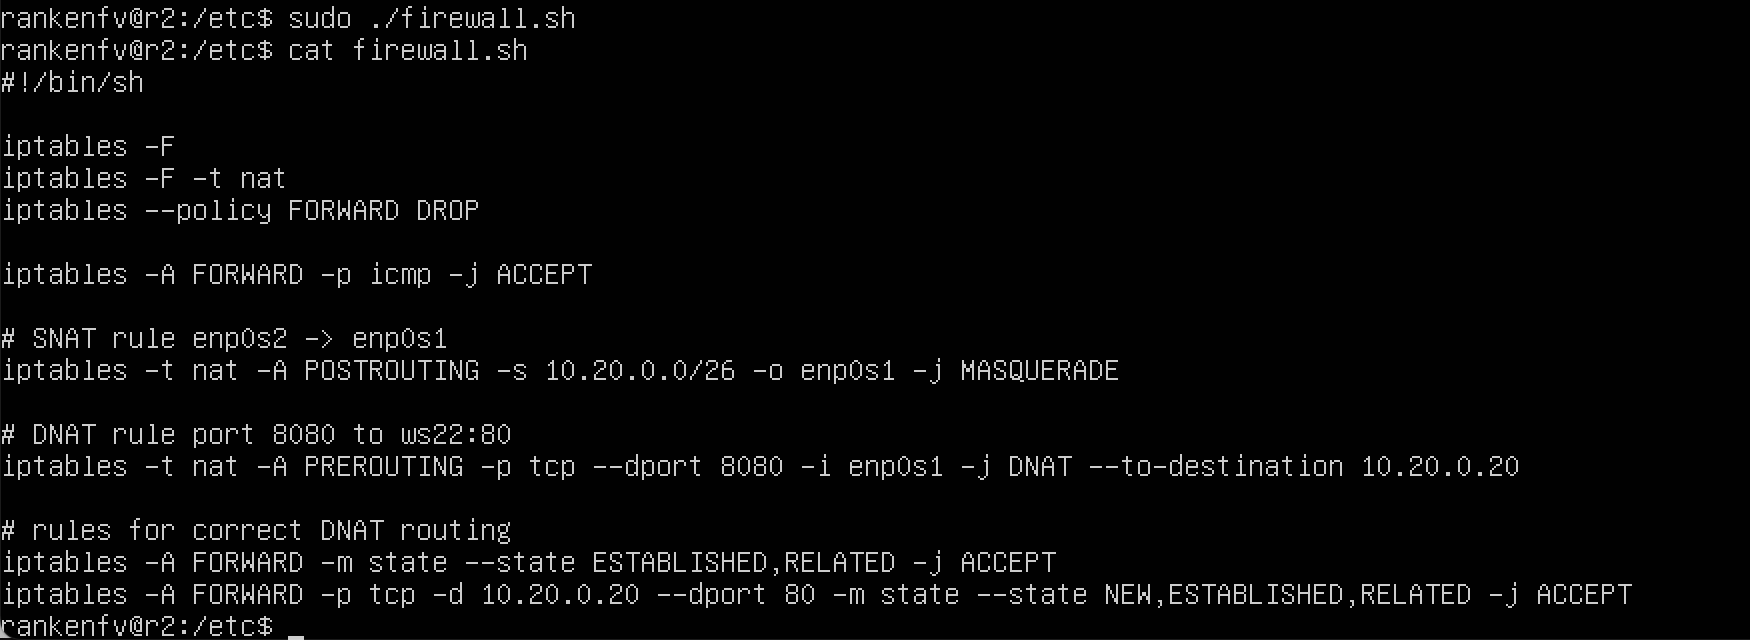 rankenfv@r2:/etc$ sudo ./firewall.sh
rankenfv@r2:/etc$ cat firewall.sh
#!/bin/sh
iptables -F
iptables -F -t nat
iptables --policy FORWARD DROP
iptables -A FORWARD -p icmp -j ACCEPT
# SNAT rule enp0s2 -> enp0s1
iptables -t nat -A POSTROUTING -s 10.20.0.0/26 -o enp0s1 -j MASQUERADE
# DNAT rule port 8080 to ws22:80
iptables -t nat -A PREROUTING -p tcp --dport 8080 -i enp0s1 -j DNAT --to-destination 10.20.0.20
# rules for correct DNAT routing
iptables -A FORWARD -m state --state ESTABLISHED,RELATED -j ACCEPT
iptables -A FORWARD -p tcp -d 10.20.0.20 --dport 80 -m state --state NEW,ESTABLISHED,RELATED -j ACCEPT
rankenfv@r2:/etc$